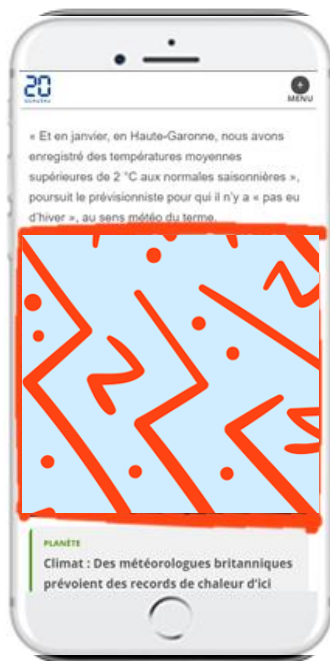 20
MENU
« Et en janvier, en Haute-Garonne, nous avons
enregistré des températures moyennes
supérieures de 2 °C aux normales saisonnières »,
poursuit le prévisionniste pour qui il n'y a « pas eu
d'hiver », au sens météo du terme.
PLANÈTE
Climat : Des météorologues britanniques
prévoient des records de chaleur d'ici